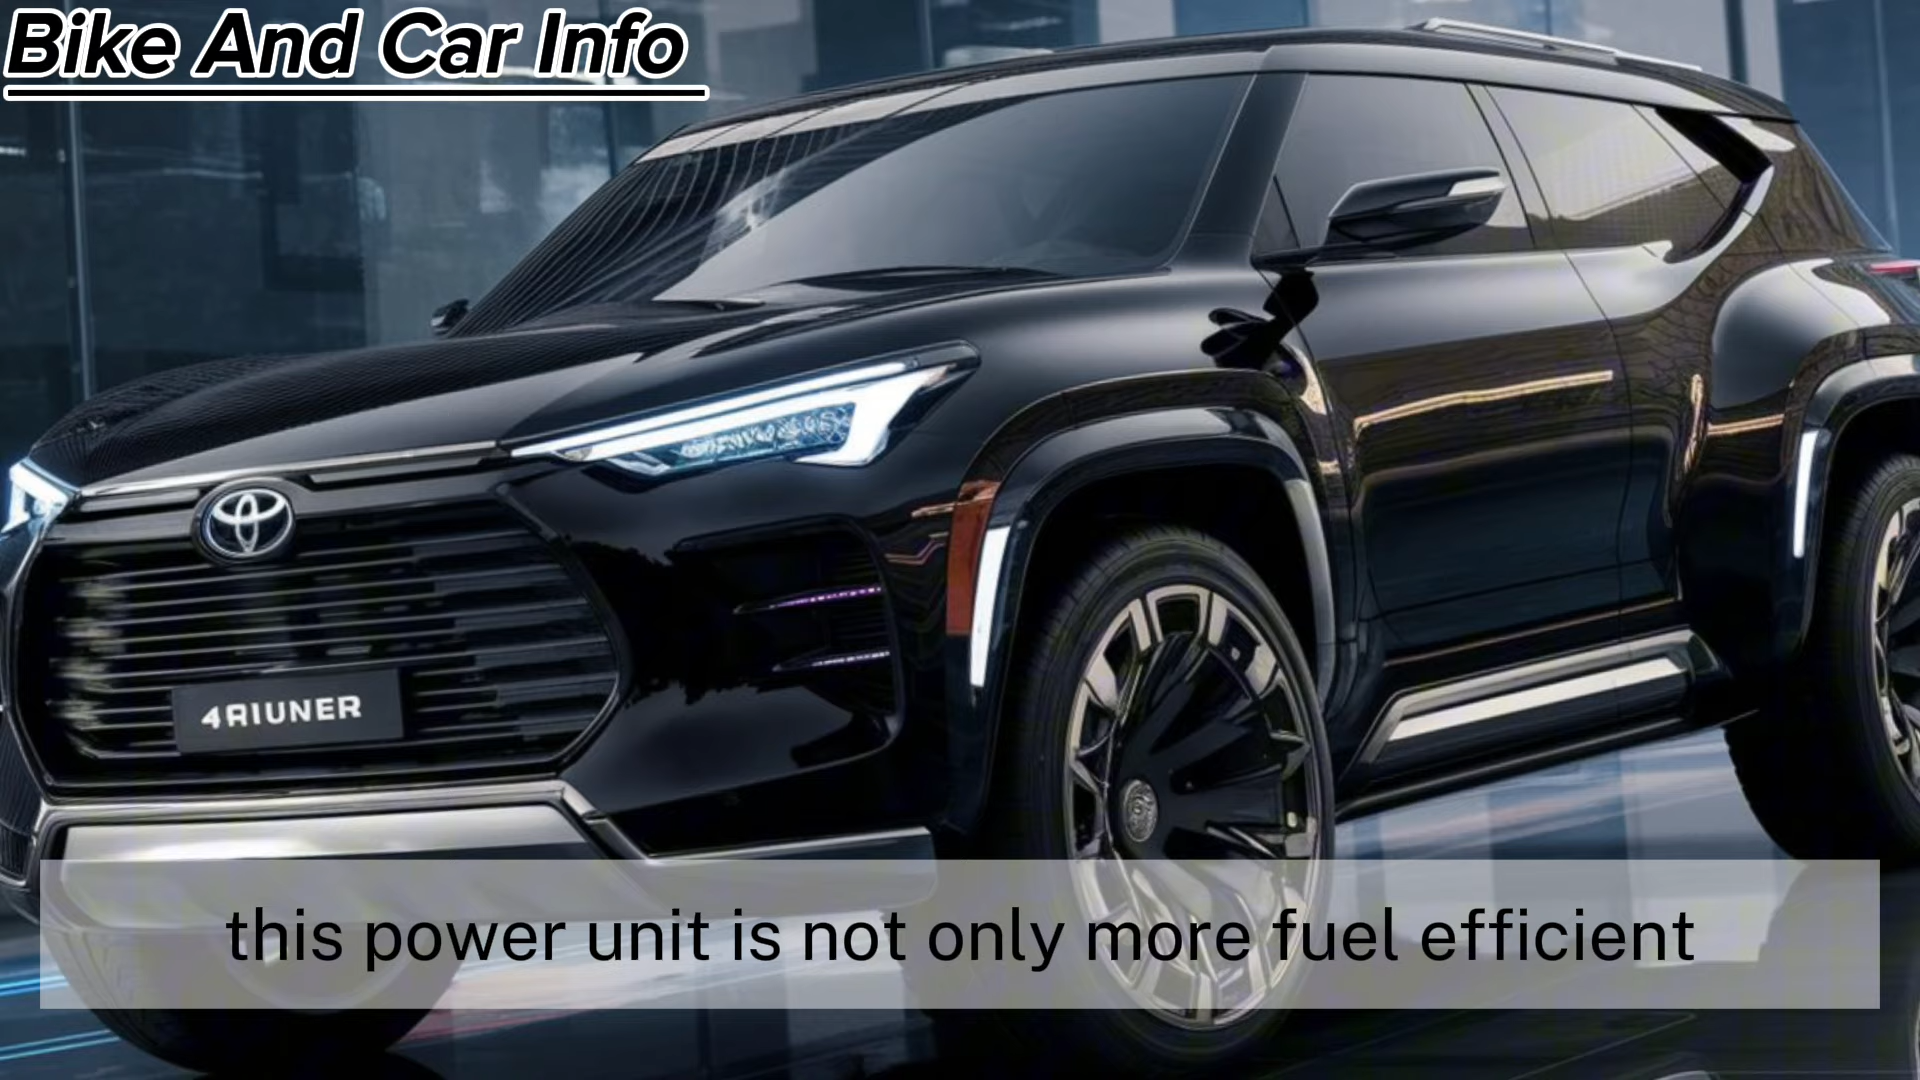 Bike And Car Info
4RIUNER
this power unit is not only more fuel efficient